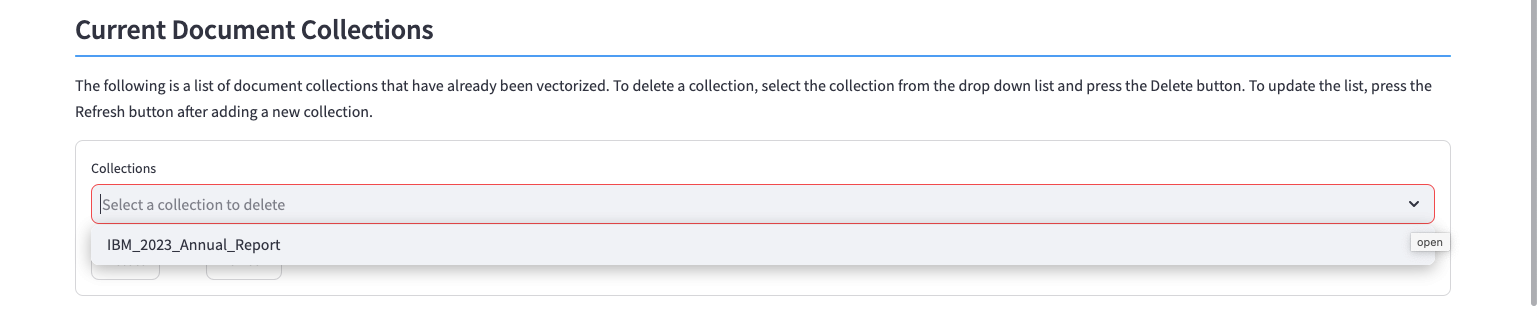 Current Document Collections
The following is a list of document collections that have already been vectorized. To delete a collection, select the collection from the drop down list and press the Delete button. To update the list, press the
Refresh button after adding a new collection.
Collections
Select a collection to delete
IBM_2023_Annual_Report
open